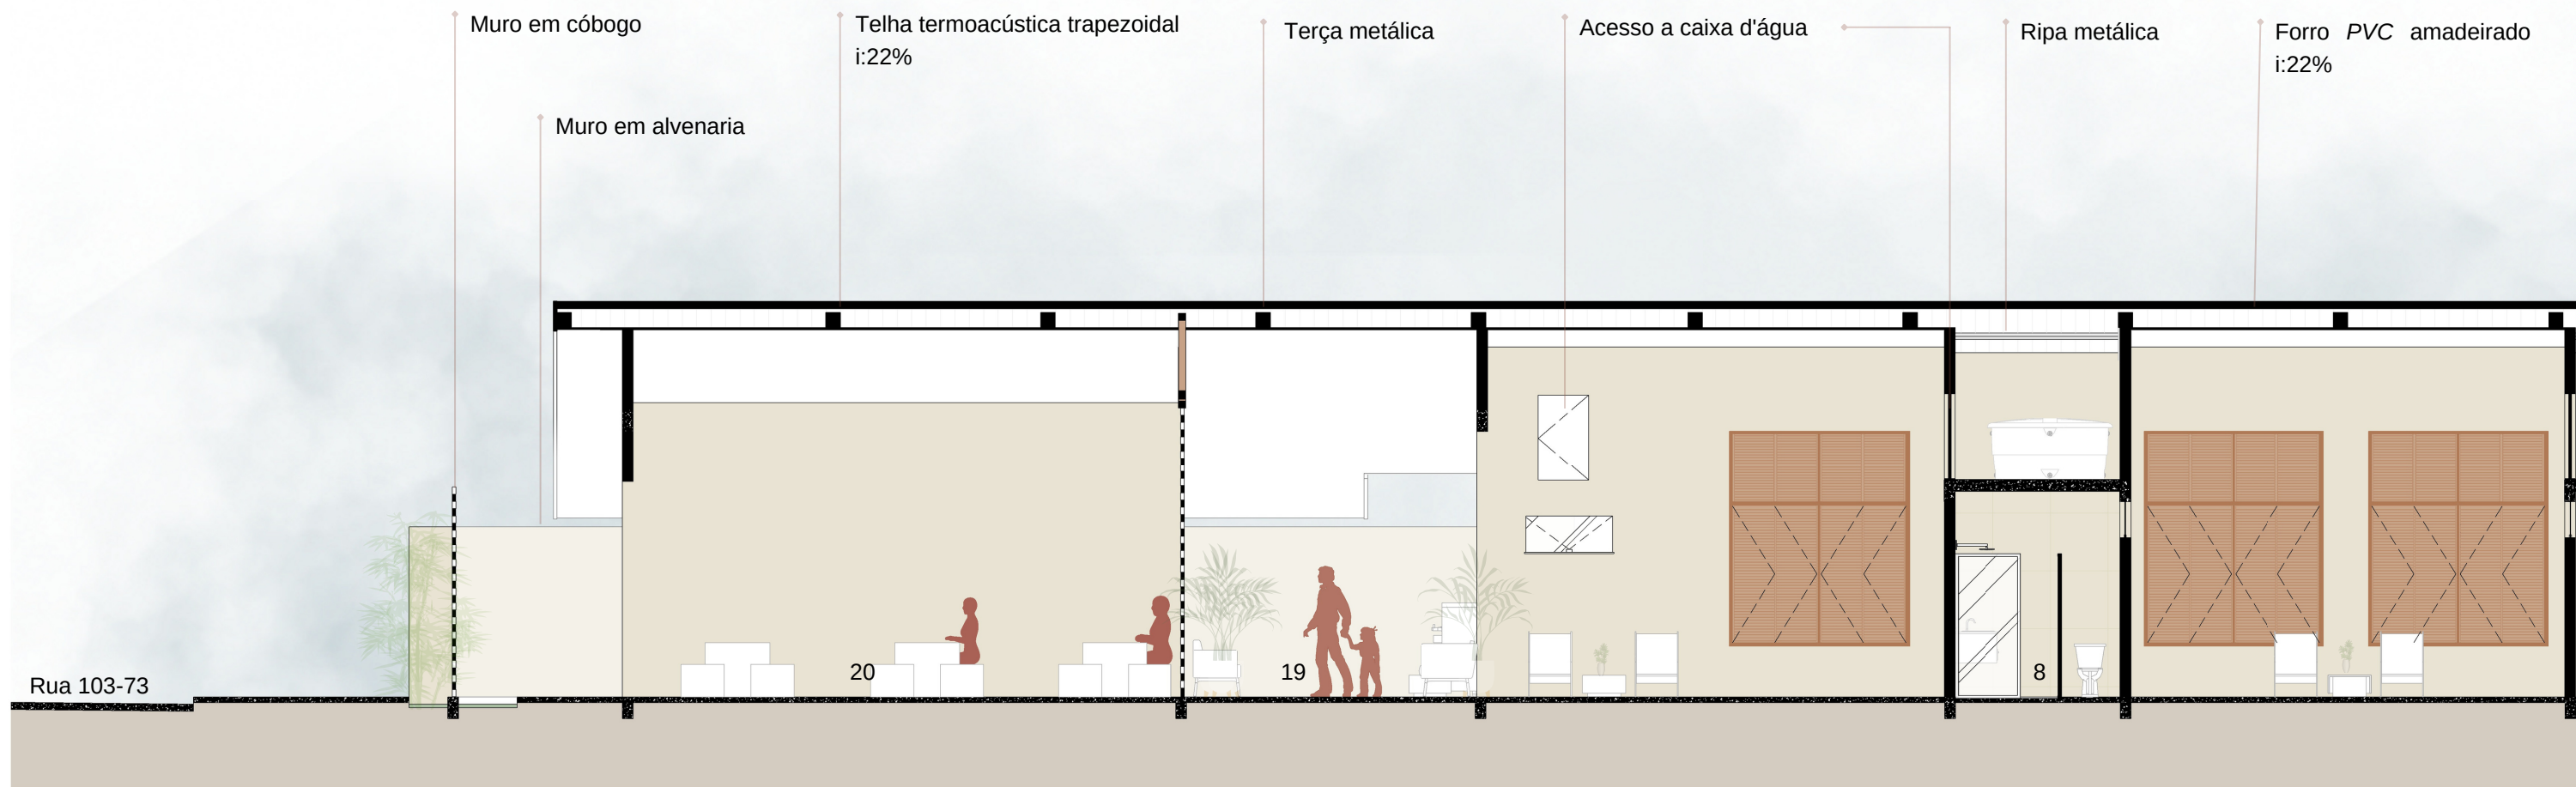 Muro em cóbogo
Telha termoacústica trapezoidal
i:22%
Terça metálica
Acesso a caixa d'água
Ripa metálica
Forro PVC amadeirado
i:22%
Muro em alvenaria
20
19
8
Rua 103-73